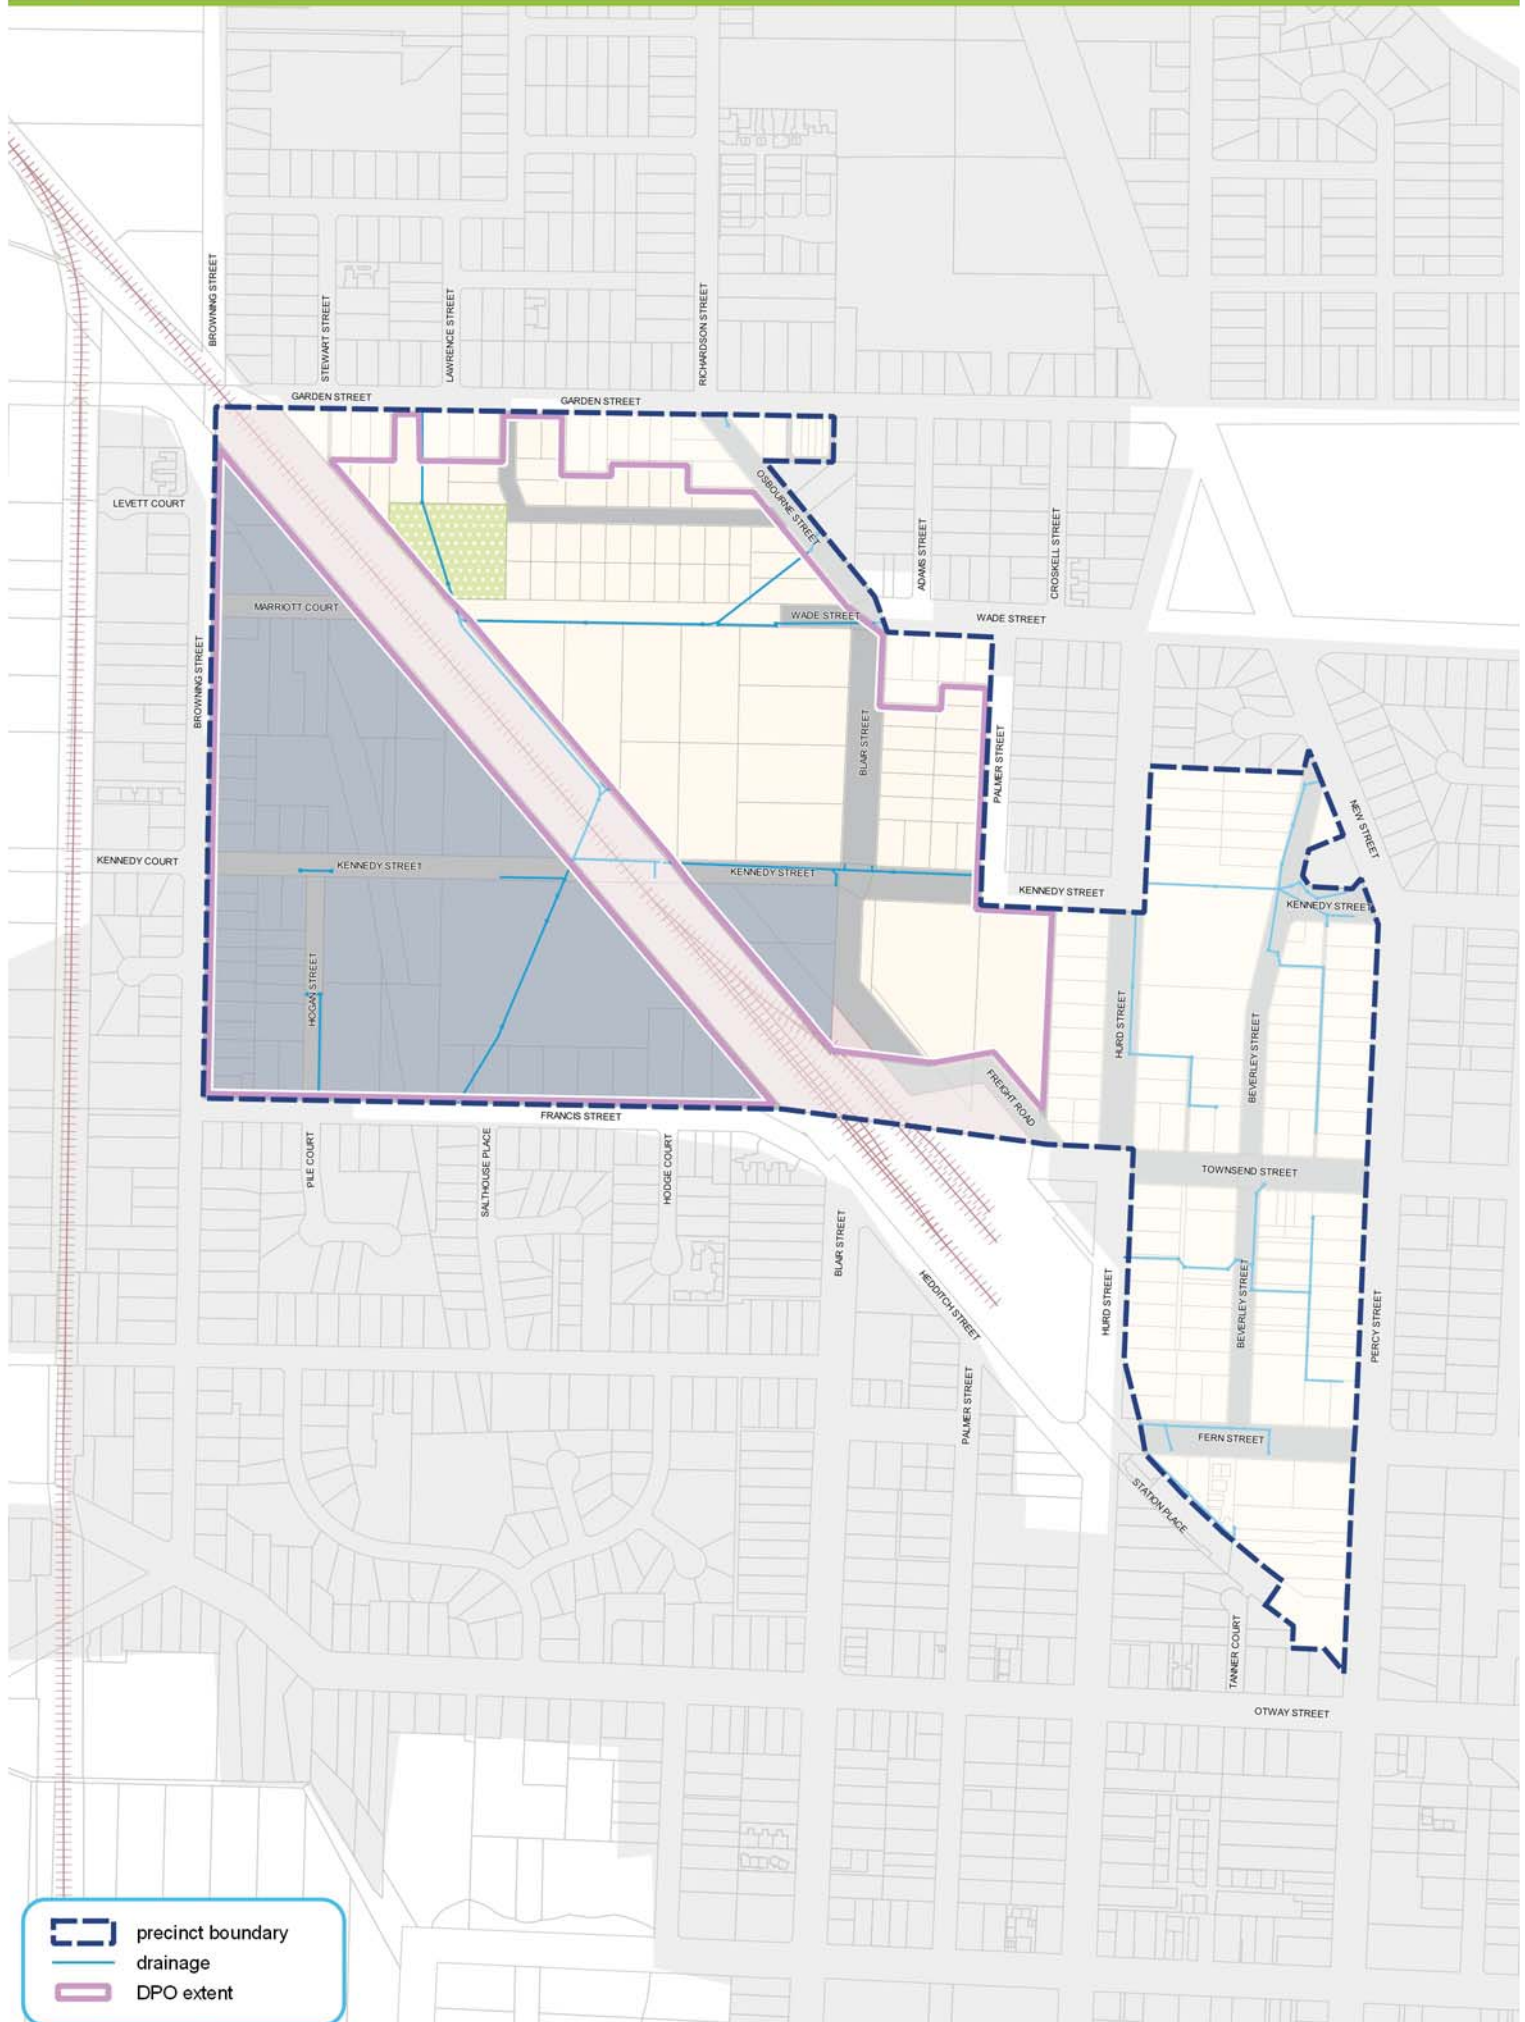 BROWNING STREET
STEWART STREET
LAWRENCE STREET
RICHARDSON STREET
GARDEN STREET
GARDEN STREET
LEVETT COURT
OSBOURNE STREET
ADAMS STREET
CROSKELL STREET
MARRIOTT COURT
WADE STREET
WADE STREET
BROWNING STREET
BLAIR STREET
PALMER STREET
NEW STREET
KENNEDY COURT
KENNEDY STREET
KENNEDY STREET
KENNEDY STREET
KENNEDY STREET
HOGAN STREET
HURD STREET
BEVERLEY STREET
FREIGHT ROAD
FRANCIS STREET
PILE COURT
SALTHOUSE PLACE
HODGE COURT
TOWNSEND STREET
BLAIR STREET
HEDDITCH STREET
HURD STREET
BEVERLEY STREET
PERCY STREET
PALMER STREET
FERN STREET
STATION PLACE
TANNER COURT
OTWAY STREET
precinct boundary
drainage
DPO extent